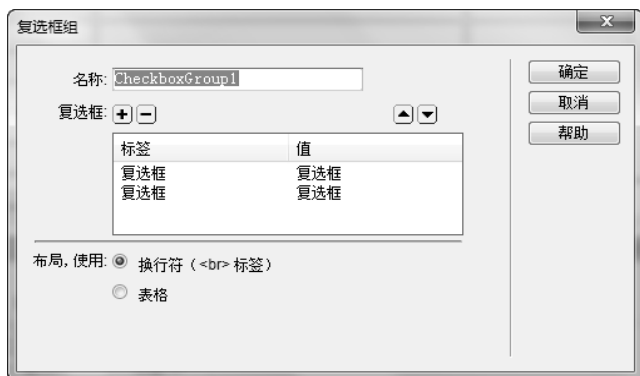 复选框组
名称: CheckboxGroup1
复选框:
标签 值
复选框 复选框
复选框 复选框
布局,使用: 换行符 (<br> 标签)
表格
确定
取消
帮助